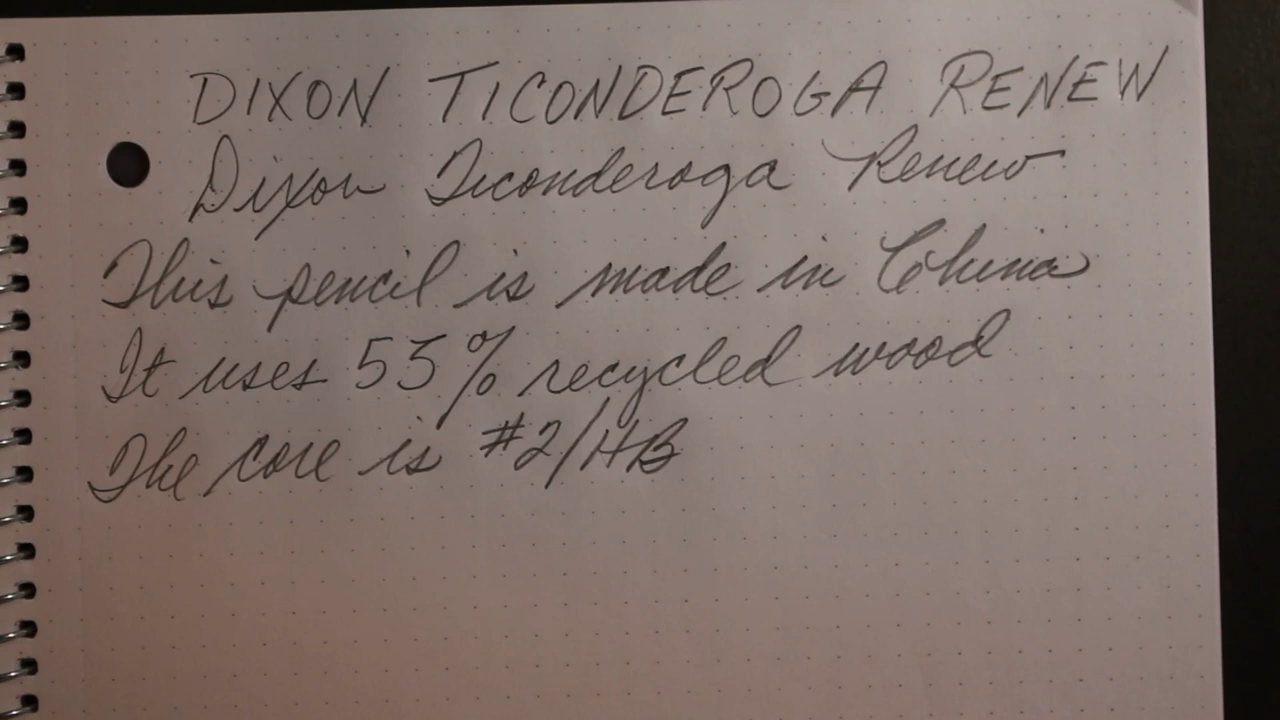 DIXON TICONDEROGA RENEW
Dixon Ticonderoga Renew
This pencil is made in China
It uses 53% recycled wood
The core is #2/HB